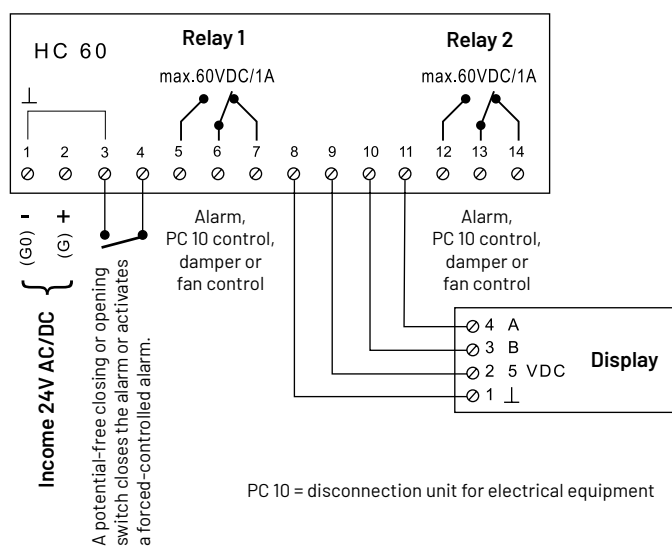 HC 60
Relay 1
max.60VDC/1A
Relay 2
max.60VDC/1A
⊥
1 2 3 4 5 6 7 8 9 10 11 12 13 14
- (G0)
+ (G)
Income 24V AC/DC
A potential-free closing or opening
switch closes the alarm or activates
a forced-controlled alarm.
Alarm,
PC 10 control,
damper or
fan control
Alarm,
PC 10 control,
damper or
fan control
4 A
3 B
2 5 VDC
1 ⊥
Display
PC 10 = disconnection unit for electrical equipment